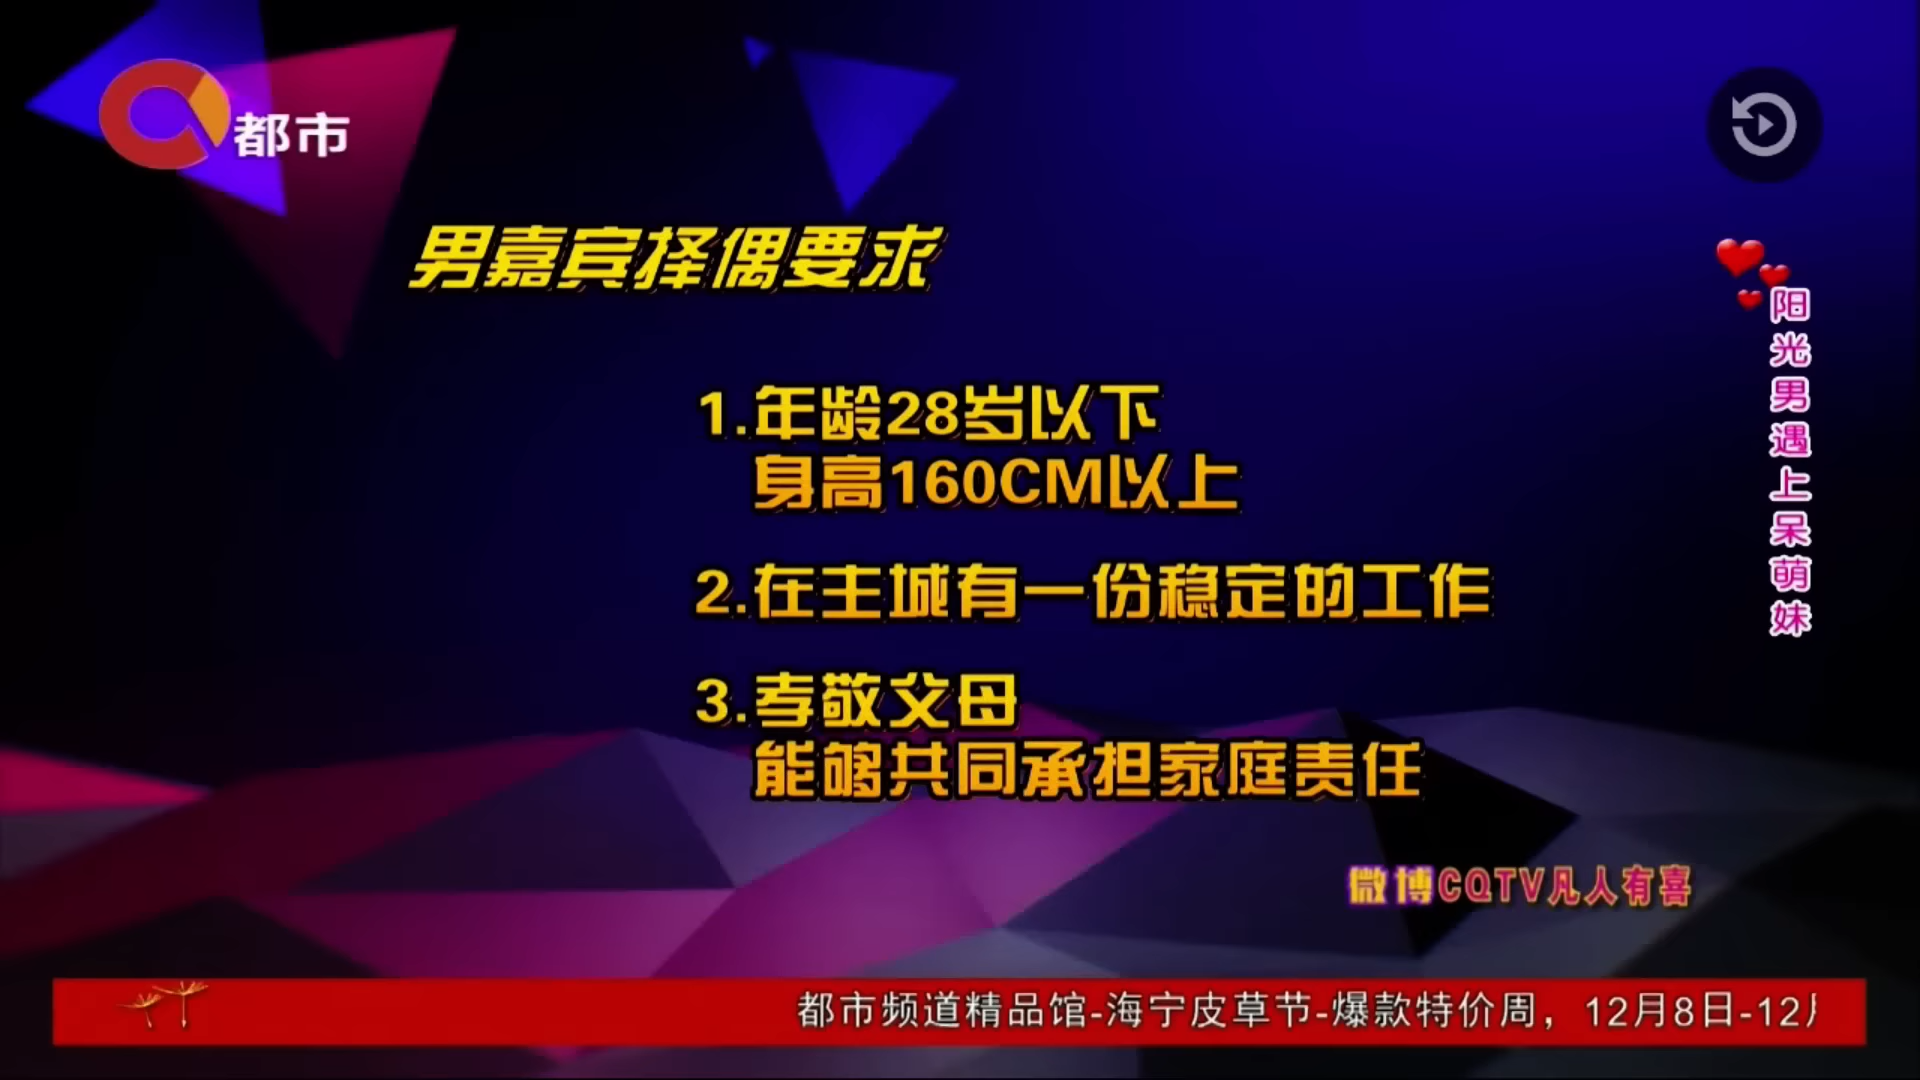 都市
男嘉宾择偶要求
1.年龄28岁以下
身高160CM以上
2.在主城有一份稳定的工作
3.孝敬父母
能够共同承担家庭责任
阳光男遇上呆萌妹
微博CQTV凡人有喜
都市频道精品馆-海宁皮草节-爆款特价周，12月8日-12月